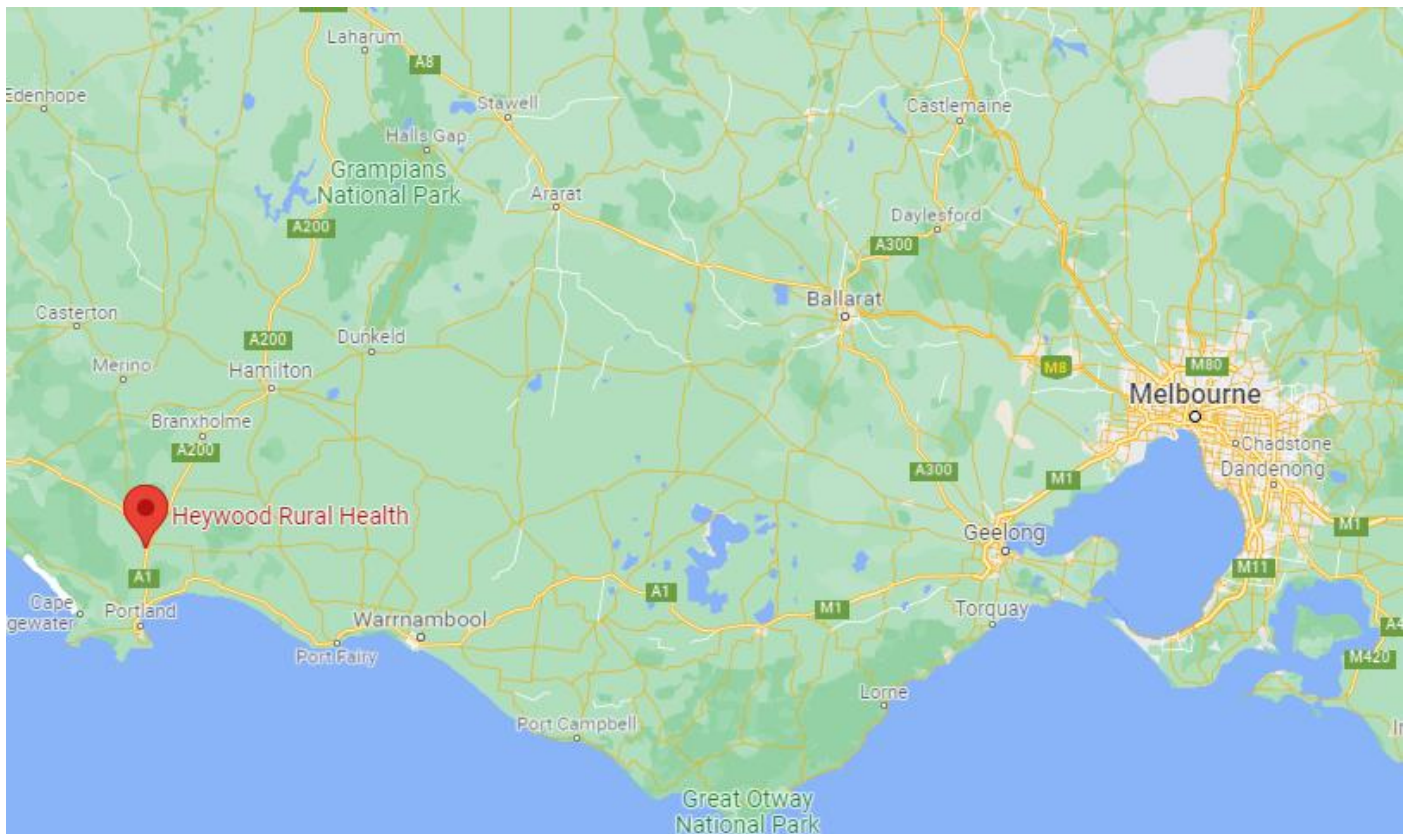 Laharum
A8
Edenhope
Stawell
Castlemaine
Halls Gap
Grampians
National Park
Ararat
Daylesford
A200
A300
Ballarat
Casterton
A200
Dunkeld
Merino
Hamilton
M8
M80
Melbourne
Branxholme
A200
Chadstone
Dandenong
A300
M1
Heywood Rural Health
M1
Geelong
A1
A1
M11
Cape
gewater
Portland
Warrnambool
M1
Torquay
Port Fairy
A4
M420
Lorne
Port Campbell
Great Otway
National Park